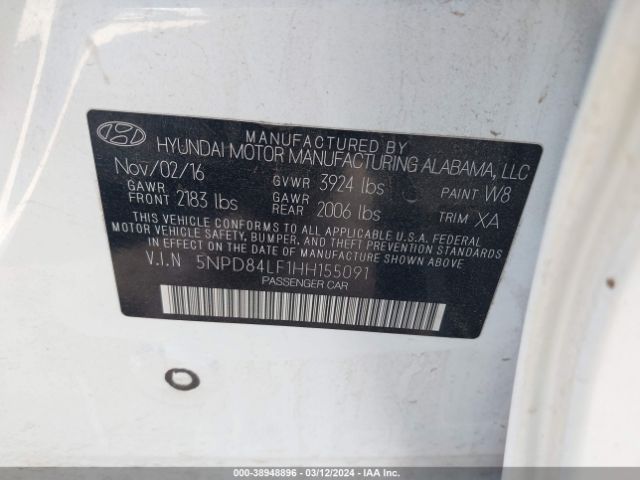 MANUFACTURED BY
HYUNDAI MOTOR MANUFACTURING ALABAMA, LLC
Nov/02/16 GVWR 3924 lbs PAINT W8
GAWR FRONT 2183 lbs GAWR REAR 2006 lbs TRIM XA
THIS VEHICLE CONFORMS TO ALL APPLICABLE U.S.A. FEDERAL
MOTOR VEHICLE SAFETY, BUMPER, AND THEFT PREVENTION
STANDARDS IN EFFECT ON THE DATE OF MANUFACTURE SHOWN ABOVE.
V.I.N 5NPD84LF1HH155091
PASSENGER CAR
000-38948896 - 03/12/2024 - IAA Inc.